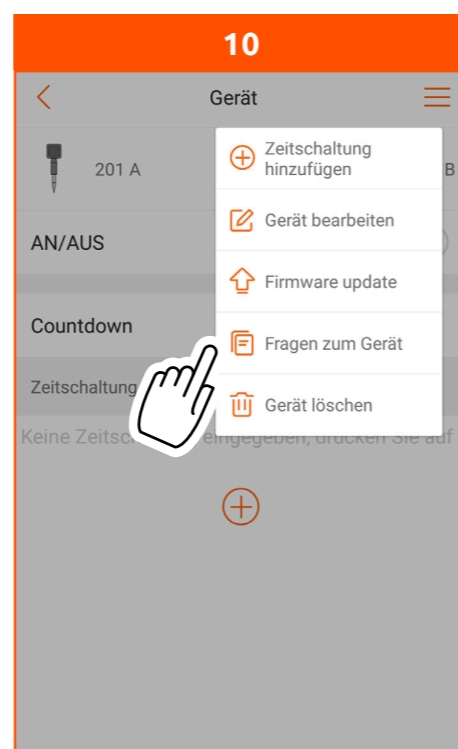 10
Gerät
Zeitschaltung
hinzufügen
201 A
B
Gerät bearbeiten
AN/AUS
Firmware update
Countdown
Fragen zum Gerät
Zeitschaltung
Gerät löschen
Keine eingegeben, drücken Sie auf